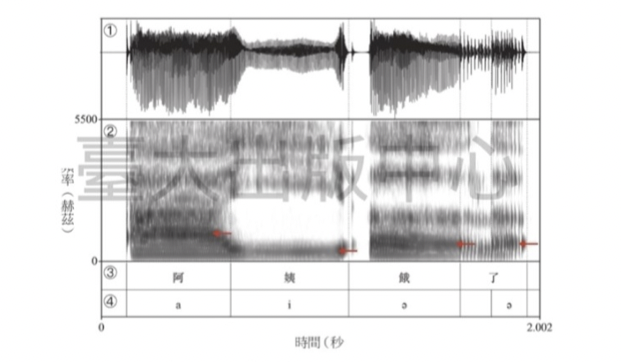 ①
5500
②
臺大出版中心
率（赫茲）
0
③ 阿 姨 餓 了
④ a i ə ə
0 2.002
時間（秒